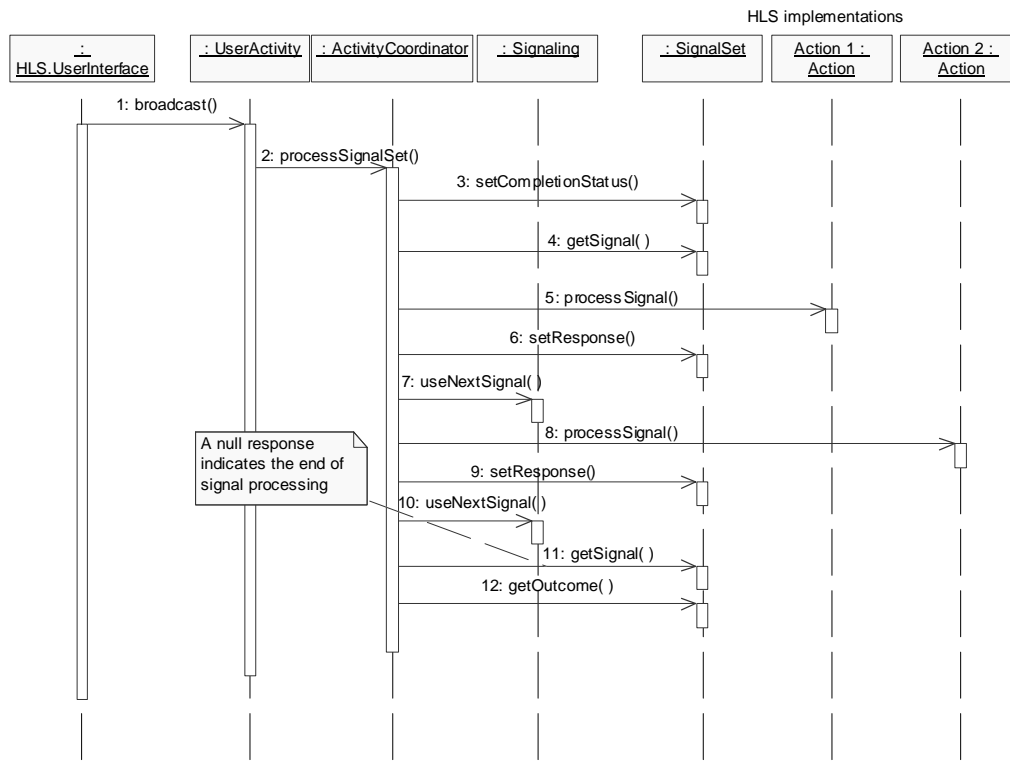 HLS implementations
:
HLS.UserInterface
: UserActivity
: ActivityCoordinator
: Signaling
: SignalSet
Action 1 :
Action
Action 2 :
Action
1: broadcast()
2: processSignalSet()
3: setCompletionStatus()
4: getSignal( )
5: processSignal()
6: setResponse()
7: useNextSignal( )
8: processSignal()
A null response
indicates the end of
signal processing
9: setResponse()
10: useNextSignal( )
11: getSignal( )
12: getOutcome( )